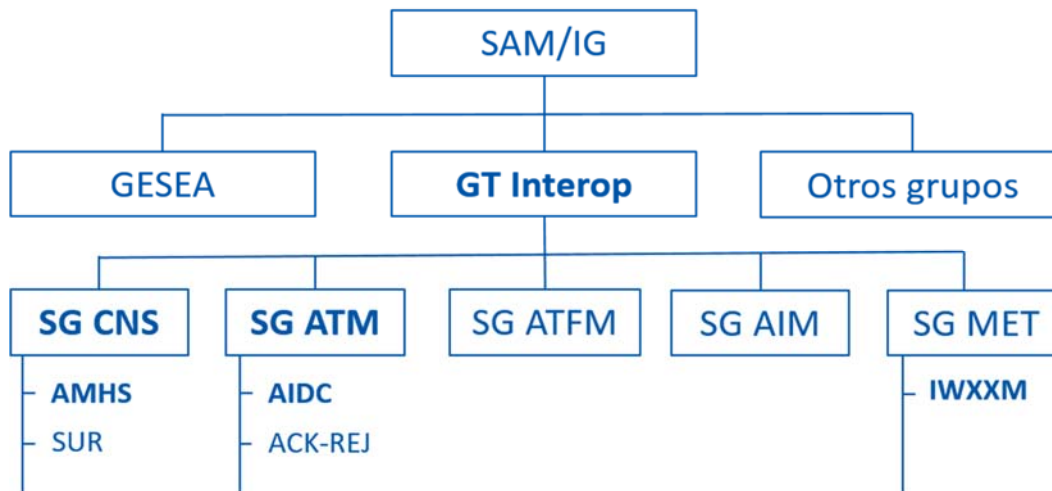 SAM/IG
GESEA
GT Interop
Otros grupos
SG CNS
SG ATM
SG ATFM
SG AIM
SG MET
AMHS
AIDC
IWXXM
SUR
ACK-REJ